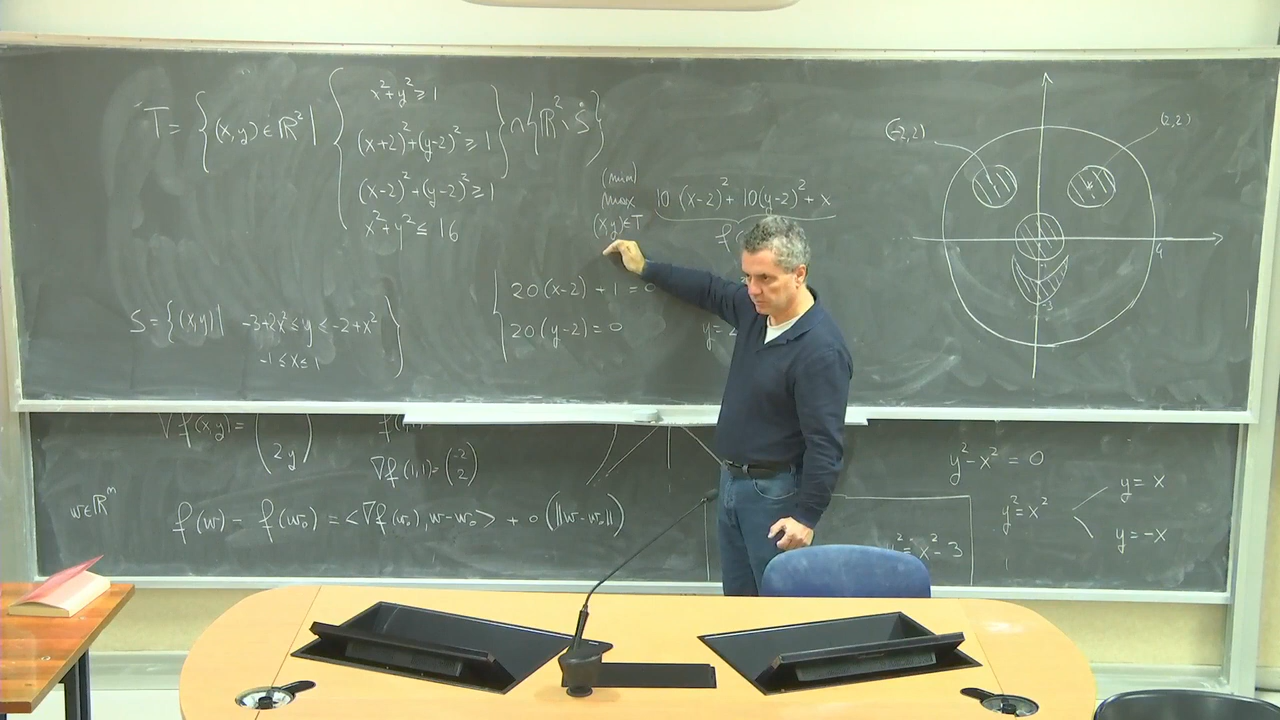 T = { (x,y) ∈ ℝ² | { x²+y² ≥ 1
(x+2)²+(y-2)² ≥ 1 } ∩ {ℝ² \ S̊}
(x-2)²+(y-2)² ≥ 1
x²+y² ≤ 16
(min)
max 10(x-2)²+10(y-2)²+x
(x,y)∈T
20(x-2)+1=0
20(y-2)=0
S = { (x,y) | -3+2x² ≤ y ≤ -2+x²
-1 ≤ x ≤ 1 }
(-2,2)
(2,2)
4
-3
∇f(x,y) =
2y
∇f(1,1) = (-2
2)
w∈ℝᵐ
f(w) - f(w₀) = <∇f(w₀), w-w₀> + o(||w-w₀||)
y²-x² = 0
y²=x²
y=x
y=-x